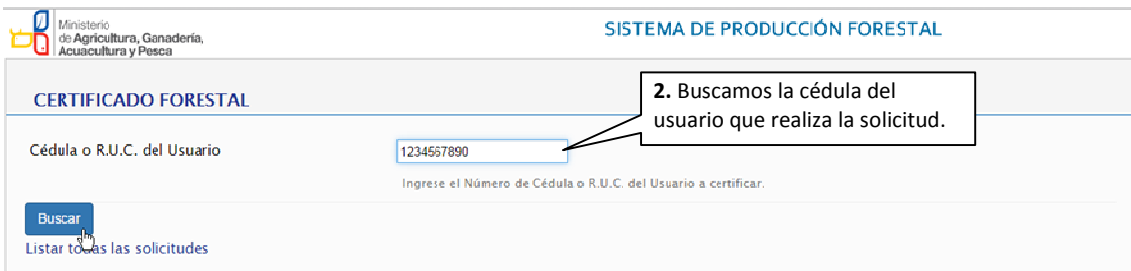 Ministerio
de Agricultura, Ganadería,
Acuacultura y Pesca
SISTEMA DE PRODUCCIÓN FORESTAL
CERTIFICADO FORESTAL
2. Buscamos la cédula del
usuario que realiza la solicitud.
Cédula o R.U.C. del Usuario
1234567890
Ingrese el Número de Cédula o R.U.C. del Usuario a certificar.
Buscar
Listar todas las solicitudes